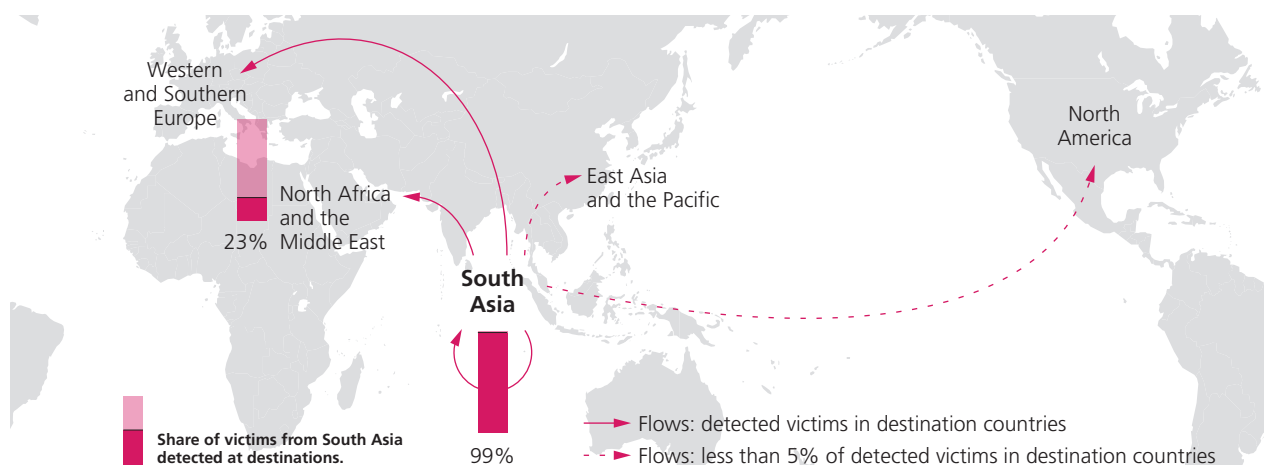 Western
and Southern
Europe
North
America
East Asia
and the Pacific
North Africa
and the
Middle East
23%
South
Asia
Share of victims from South Asia
detected at destinations.
99%
Flows: detected victims in destination countries
Flows: less than 5% of detected victims in destination countries